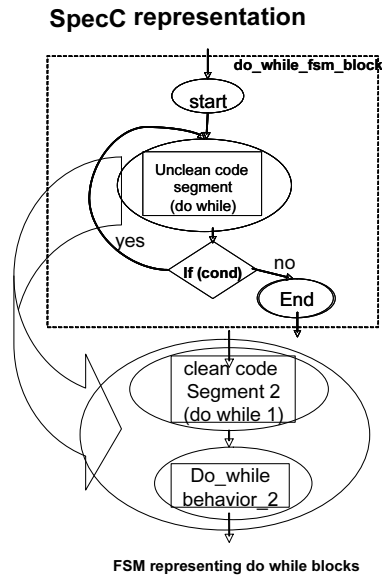 SpecC representation
do_while_fsm_block
start
Unclean code
segment
(do while)
yes
If (cond)
no
End
clean code
Segment 2
(do while 1)
Do_while
behavior_2
FSM representing do while blocks